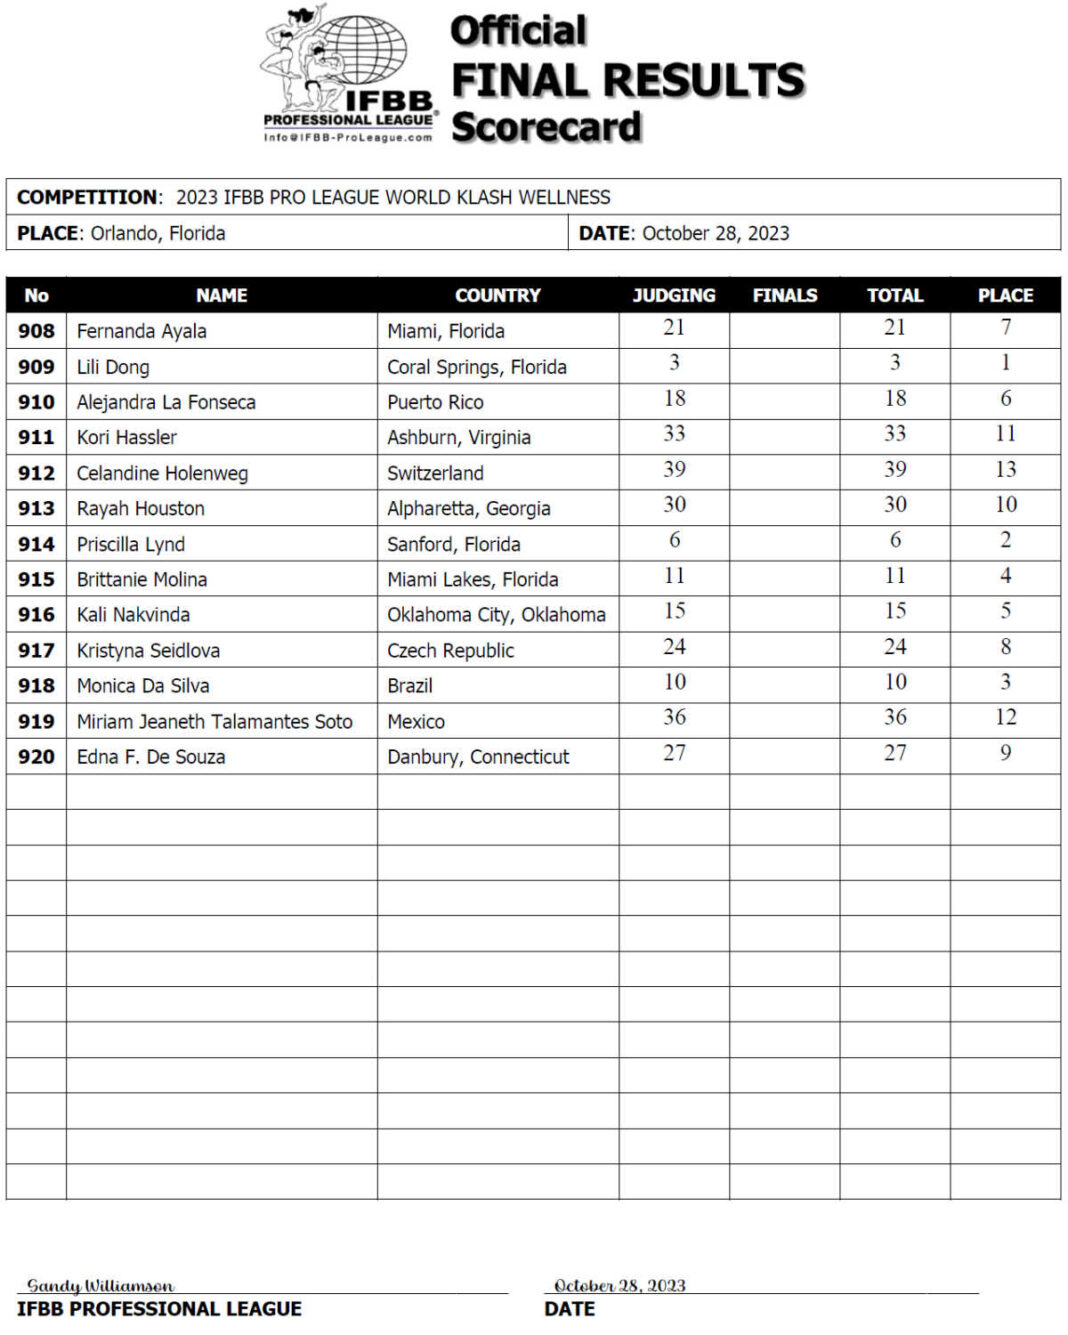 Official
FINAL RESULTS
Scorecard
IFBB
PROFESSIONAL LEAGUE®
Info@IFBB-ProLeague.com
COMPETITION: 2023 IFBB PRO LEAGUE WORLD KLASH WELLNESS
PLACE: Orlando, Florida DATE: October 28, 2023
No NAME COUNTRY JUDGING FINALS TOTAL PLACE
908 Fernanda Ayala Miami, Florida 21 21 7
909 Lili Dong Coral Springs, Florida 3 3 1
910 Alejandra La Fonseca Puerto Rico 18 18 6
911 Kori Hassler Ashburn, Virginia 33 33 11
912 Celandine Holenweg Switzerland 39 39 13
913 Rayah Houston Alpharetta, Georgia 30 30 10
914 Priscilla Lynd Sanford, Florida 6 6 2
915 Brittanie Molina Miami Lakes, Florida 11 11 4
916 Kali Nakvinda Oklahoma City, Oklahoma 15 15 5
917 Kristyna Seidlova Czech Republic 24 24 8
918 Monica Da Silva Brazil 10 10 3
919 Miriam Jeaneth Talamantes Soto Mexico 36 36 12
920 Edna F. De Souza Danbury, Connecticut 27 27 9
Sandy Williamson October 28, 2023
IFBB PROFESSIONAL LEAGUE DATE